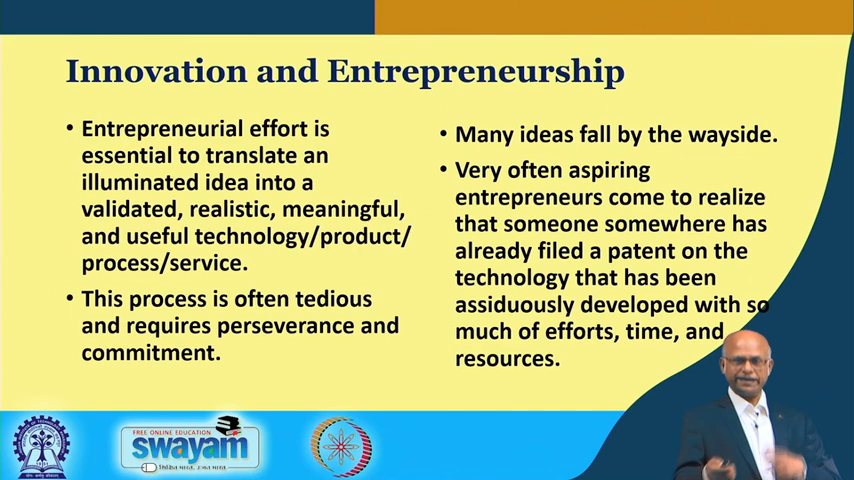 Innovation and Entrepreneurship
• Entrepreneurial effort is
essential to translate an
illuminated idea into a
validated, realistic, meaningful,
and useful technology/product/
process/service.
• This process is often tedious
and requires perseverance and
commitment.
• Many ideas fall by the wayside.
• Very often aspiring
entrepreneurs come to realize
that someone somewhere has
already filed a patent on the
technology that has been
assiduously developed with so
much of efforts, time, and
resources.
FREE ONLINE EDUCATION
swayam